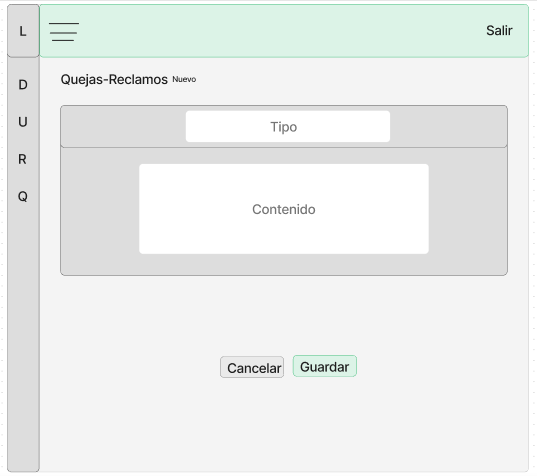 L
Salir
D
U
R
Q
Quejas-Reclamos Nuevo
Tipo
Contenido
Cancelar
Guardar